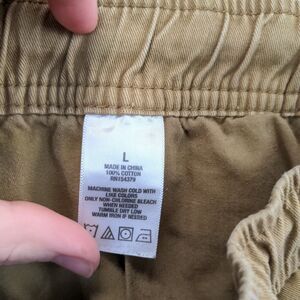 L
MADE IN CHINA
100% COTTON
RN154379
MACHINE WASH COLD WITH
LIKE COLORS
ONLY NON-CHLORINE BLEACH
WHEN NEEDED
TUMBLE DRY LOW
WARM IRON IF NEEDED